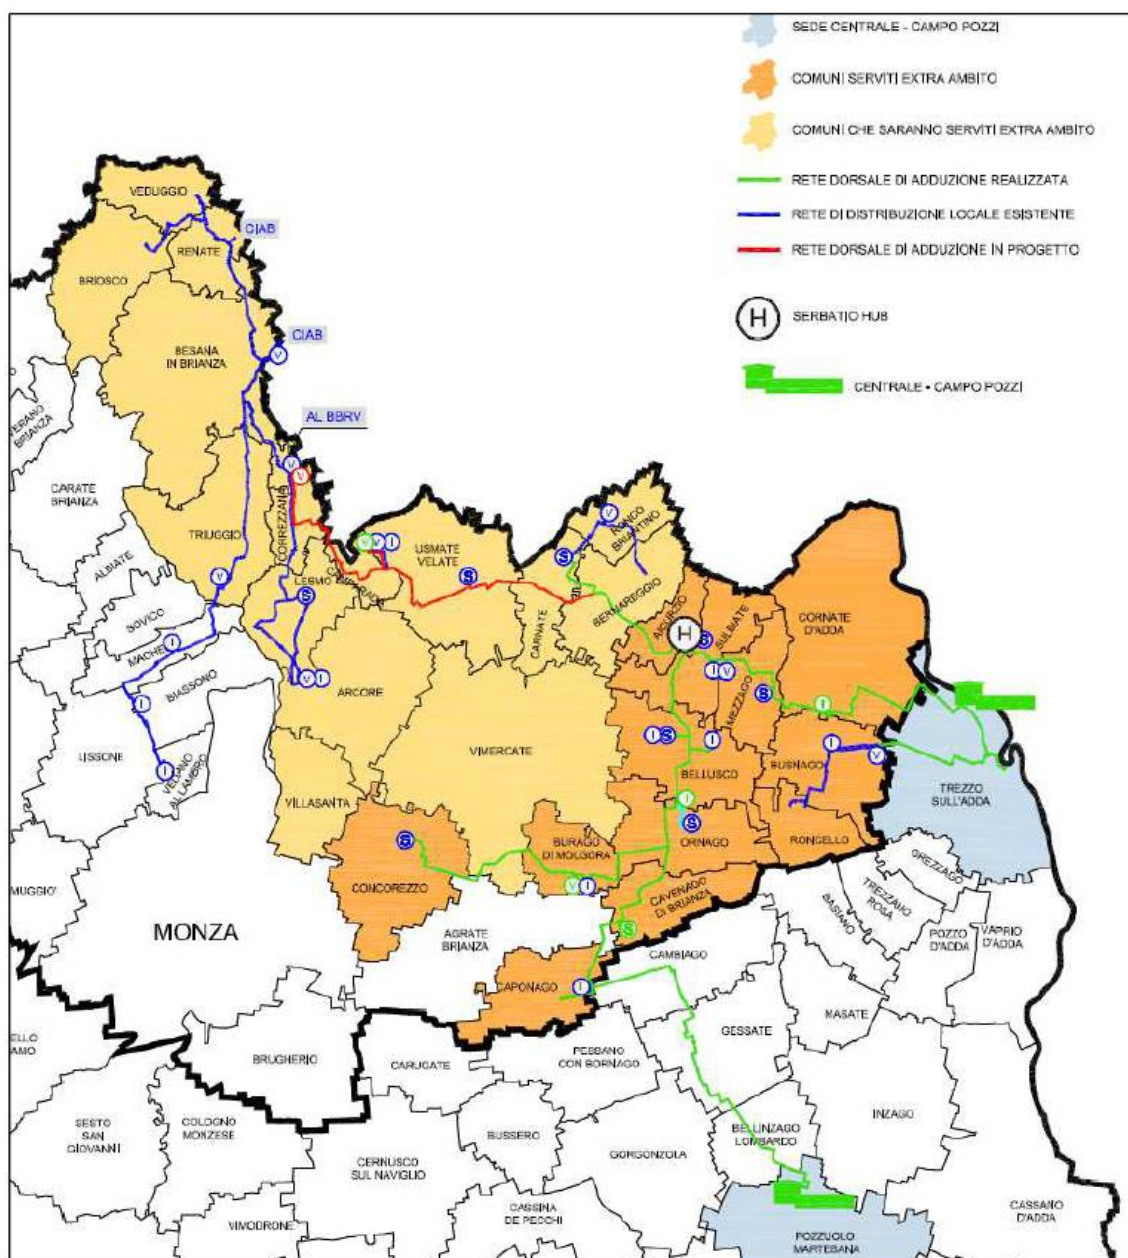 SEDE CENTRALE - CAMPO POZZI
COMUNI SERVITI EXTRA AMBITO
COMUNI CHE SARANNO SERVITI EXTRA AMBITO
RETE DORSALE DI ADDUZIONE REALIZZATA
RETE DI DISTRIBUZIONE LOCALE ESISTENTE
RETE DORSALE DI ADDUZIONE IN PROGETTO
H
SERBATIO HUB
CENTRALE - CAMPO POZZI
VEDUGGIO
CIAB
RENATE
BRIOSCO
CIAB
V
BESANA
IN BRIANZA
VERANO
BRIANZA
AL BBRV
V
V
CARATE
BRIANZA
CORREZZANA
TRIUGGIO
ALBIATE
V
LESMO
S
V
V
I
USMATE
VELATE
S
V
RONCO
BRIANTINO
S
BERNAREGGIO
CARNATE
AICURZIO
SULBIATE
CORNATE
D'ADDA
H
S
I
V
MEZZAGO
S
I
SOVICO
I
BIASSONO
I
V
I
ARCORE
LISSONE
I
VEDANO
AL LAMBRO
VIMERCATE
VILLASANTA
I
S
I
BELLUSCO
I
BUSNAGO
V
TREZZO
SULL'ADDA
I
S
ORNAGO
RONCELLO
S
CONCOREZZO
BURAGO
DI MOLGORA
V
I
CAVENAGO
DI BRIANZA
S
GREZZAGO
TREZZANO
ROSA
BASIANO
POZZO
D'ADDA
VAPRIO
D'ADDA
MUGGIO'
MONZA
AGRATE
BRIANZA
CAMBIAGO
CAPONAGO
I
GESSATE
MASATE
BRUGHERIO
CARUGATE
PESSANO
CON BORNAGO
INZAGO
SESTO
SAN
GIOVANNI
COLOGNO
MONZESE
BUSSERO
BELLINZAGO
LOMBARDO
CERNUSCO
SUL NAVIGLIO
GORGONZOLA
CASSINA
DE PECCHI
CASSANO
D'ADDA
VIMODRONE
POZZUOLO
MARTESANA